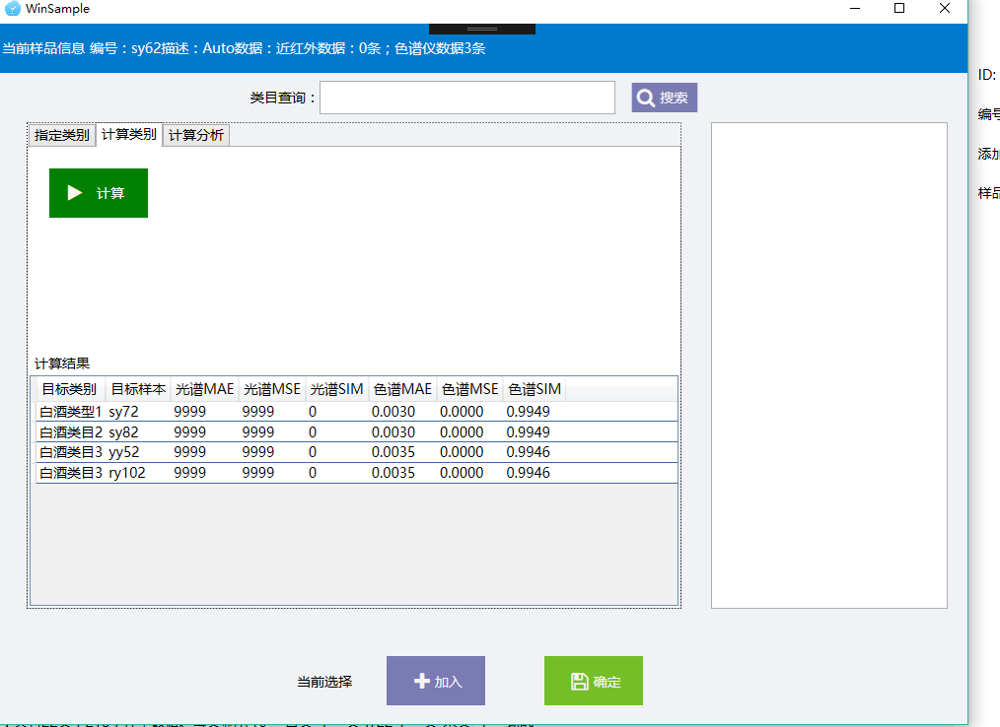 WinSample
当前样品信息 编号：sy62描述：Auto数据：近红外数据：0条；色谱仪数据3条
类目查询：
搜索
指定类别 计算类别 计算分析
计算
计算结果
目标类别 目标样本 光谱MAE 光谱MSE 光谱SIM 色谱MAE 色谱MSE 色谱SIM
白酒类型1 sy72 9999 9999 0 0.0030 0.0000 0.9949
白酒类目2 sy82 9999 9999 0 0.0030 0.0000 0.9949
白酒类目3 yy52 9999 9999 0 0.0035 0.0000 0.9946
白酒类目3 ry102 9999 9999 0 0.0035 0.0000 0.9946
当前选择
加入
确定
ID:
编号
添加
样品